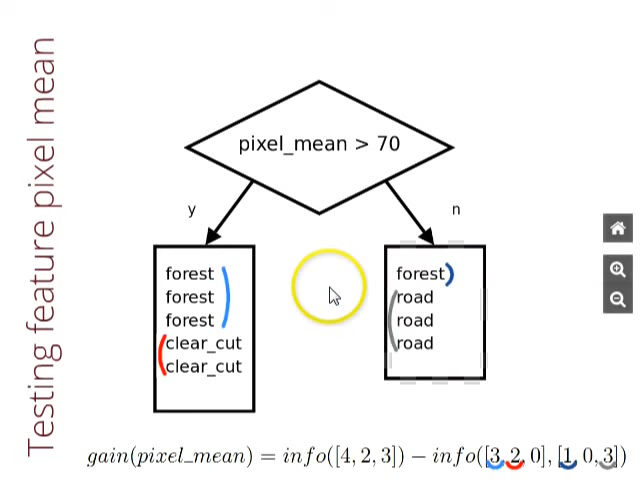 Testing feature pixel mean
pixel_mean > 70
y
n
forest
forest
forest
clear_cut
clear_cut
forest
road
road
road
gain(pixel_mean) = info([4, 2, 3]) − info([3, 2, 0], [1, 0, 3])